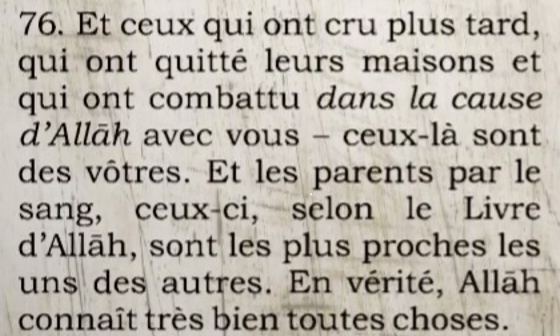 76. Et ceux qui ont cru plus tard,
qui ont quitté leurs maisons et
qui ont combattu dans la cause
d'Allāh avec vous – ceux-là sont
des vôtres. Et les parents par le
sang, ceux-ci, selon le Livre
d'Allāh, sont les plus proches les
uns des autres. En vérité, Allāh
connaît très bien toutes choses.